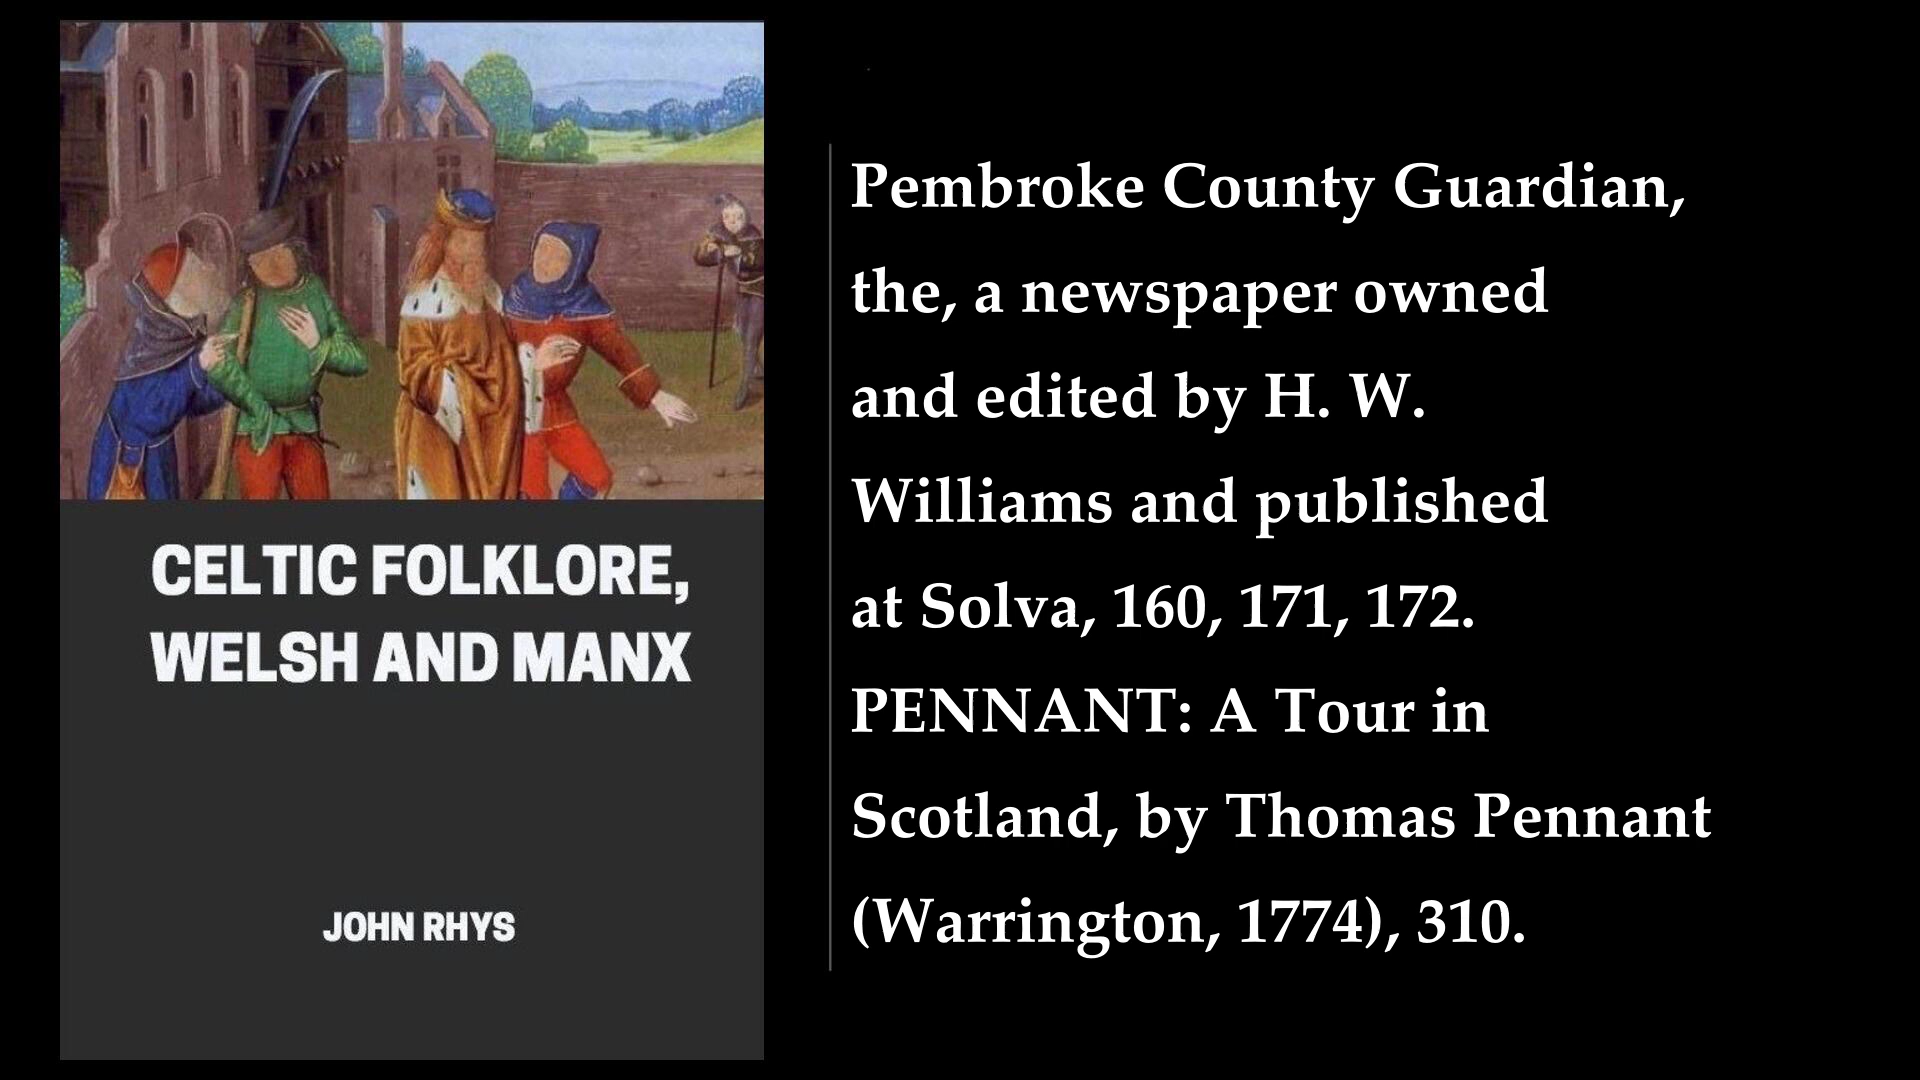 CELTIC FOLKLORE,
WELSH AND MANX
JOHN RHYS
Pembroke County Guardian,
the, a newspaper owned
and edited by H. W.
Williams and published
at Solva, 160, 171, 172.
PENNANT: A Tour in
Scotland, by Thomas Pennant
(Warrington, 1774), 310.